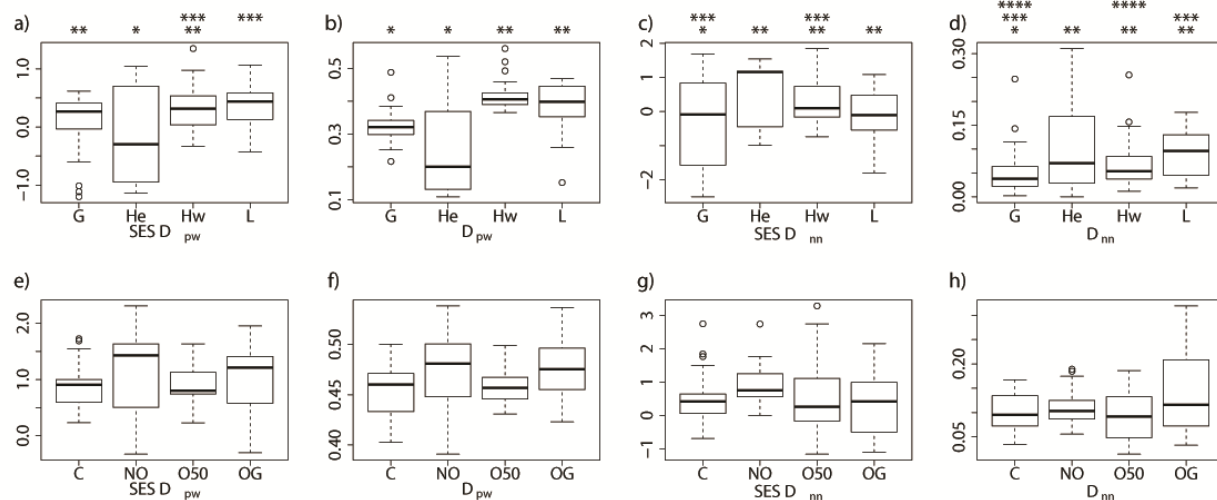 a) b) c) d)
**** ****
*** *** *** *** ***
** * ** *** * * ** ** * ** ** ** * ** ** **
1.0 0.0 -1.0
0.5 0.3 0.1
2 1 0 -2
0.30 0.15 0.00
G He Hw L G He Hw L G He Hw L G He Hw L
SES D pw D pw SES D nn D nn
e) f) g) h)
2.0 1.0 0.0
0.50 0.45 0.40
3 2 1 0 -1
0.20 0.05
C NO O50 OG C NO O50 OG C NO O50 OG C NO O50 OG
SES D pw D pw SES D nn D nn